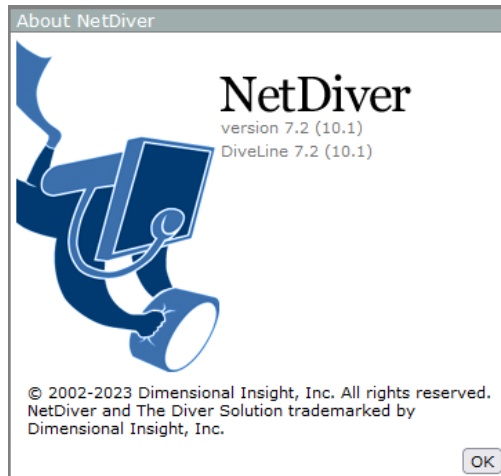 About NetDiver
NetDiver
version 7.2 (10.1)
DiveLine 7.2 (10.1)
© 2002-2023 Dimensional Insight, Inc. All rights reserved.
NetDiver and The Diver Solution trademarked by
Dimensional Insight, Inc.
OK